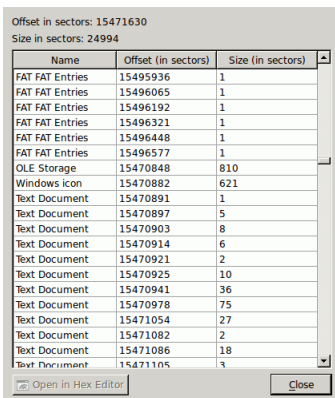 Offset in sectors: 15471630
Size in sectors: 24994
Name Offset (in sectors) Size (in sectors)
FAT FAT Entries 15495936 1
FAT FAT Entries 15496065 1
FAT FAT Entries 15496192 1
FAT FAT Entries 15496321 1
FAT FAT Entries 15496448 1
FAT FAT Entries 15496577 1
OLE Storage 15470848 810
Windows icon 15470882 621
Text Document 15470891 1
Text Document 15470897 5
Text Document 15470903 8
Text Document 15470914 6
Text Document 15470921 2
Text Document 15470925 10
Text Document 15470941 36
Text Document 15470978 75
Text Document 15471054 27
Text Document 15471082 2
Text Document 15471086 18
Text Document 15471105 3
Open in Hex Editor Close